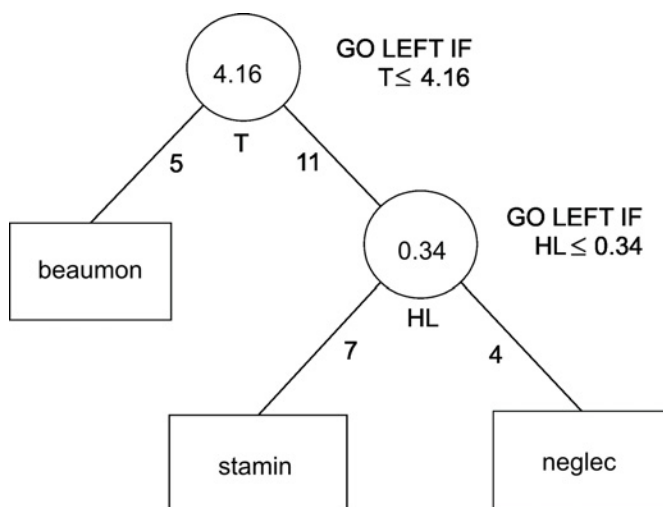 4.16
GO LEFT IF
T≤ 4.16
T
5
11
beaumon
0.34
GO LEFT IF
HL ≤ 0.34
HL
7
4
stamin
neglec